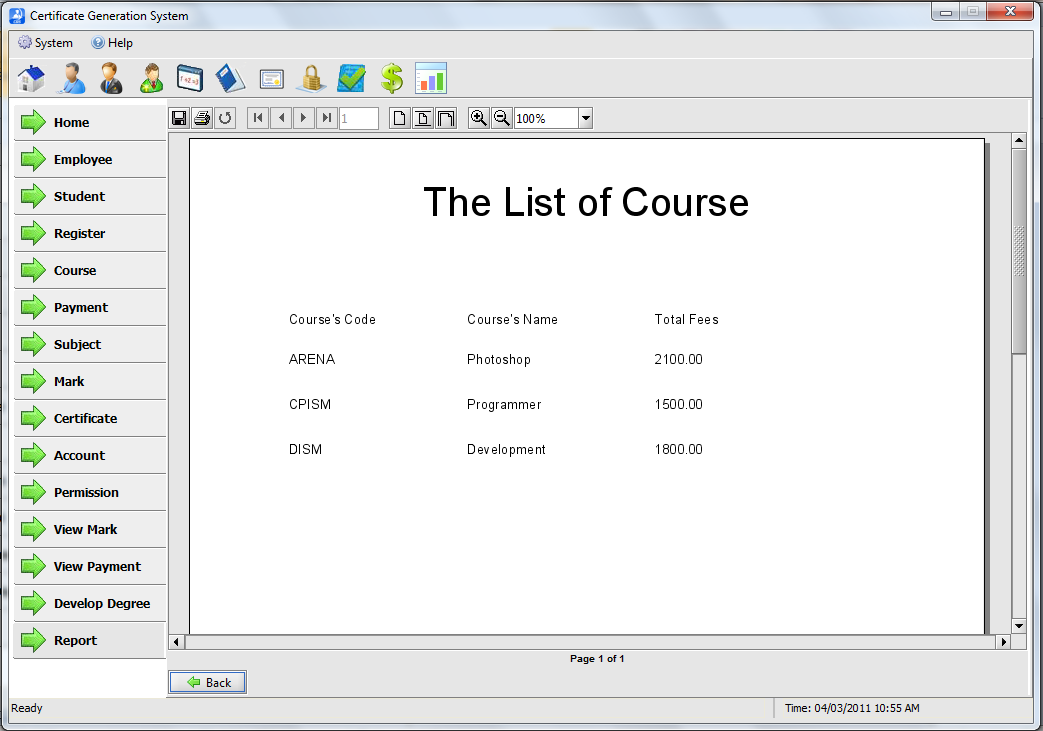 Certificate Generation System
System Help
Home
Employee
Student
Register
Course
Payment
Subject
Mark
Certificate
Account
Permission
View Mark
View Payment
Develop Degree
Report
1 100%
The List of Course
Course's Code Course's Name Total Fees
ARENA Photoshop 2100.00
CPISM Programmer 1500.00
DISM Development 1800.00
Page 1 of 1
Back
Ready Time: 04/03/2011 10:55 AM